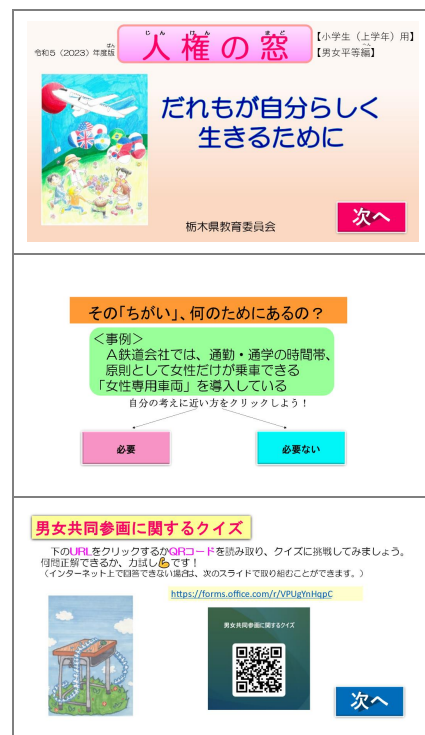 令和5（2023）年度版
ばん
じんけん まど
人権の窓
【小学生（上学年）用】
【男女平等編】
へん
だれもが自分らしく
生きるために
栃木県教育委員会
次へ
その「ちがい」、何のためにあるの？
＜事例＞
A鉄道会社では、通勤・通学の時間帯、
原則として女性だけが乗車できる
「女性専用車両」を導入している
自分の考えに近い方をクリックしよう！
必要
必要ない
男女共同参画に関するクイズ
下のURLをクリックするかQRコードを読み取り、クイズに挑戦してみましょう。
何問正解できるか、力試し💪です！
（インターネット上で回答できない場合は、次のスライドで取り組むことができます。）
https://forms.office.com/r/VPUgYnHqpC
男女共同参画に関するクイズ
次へ